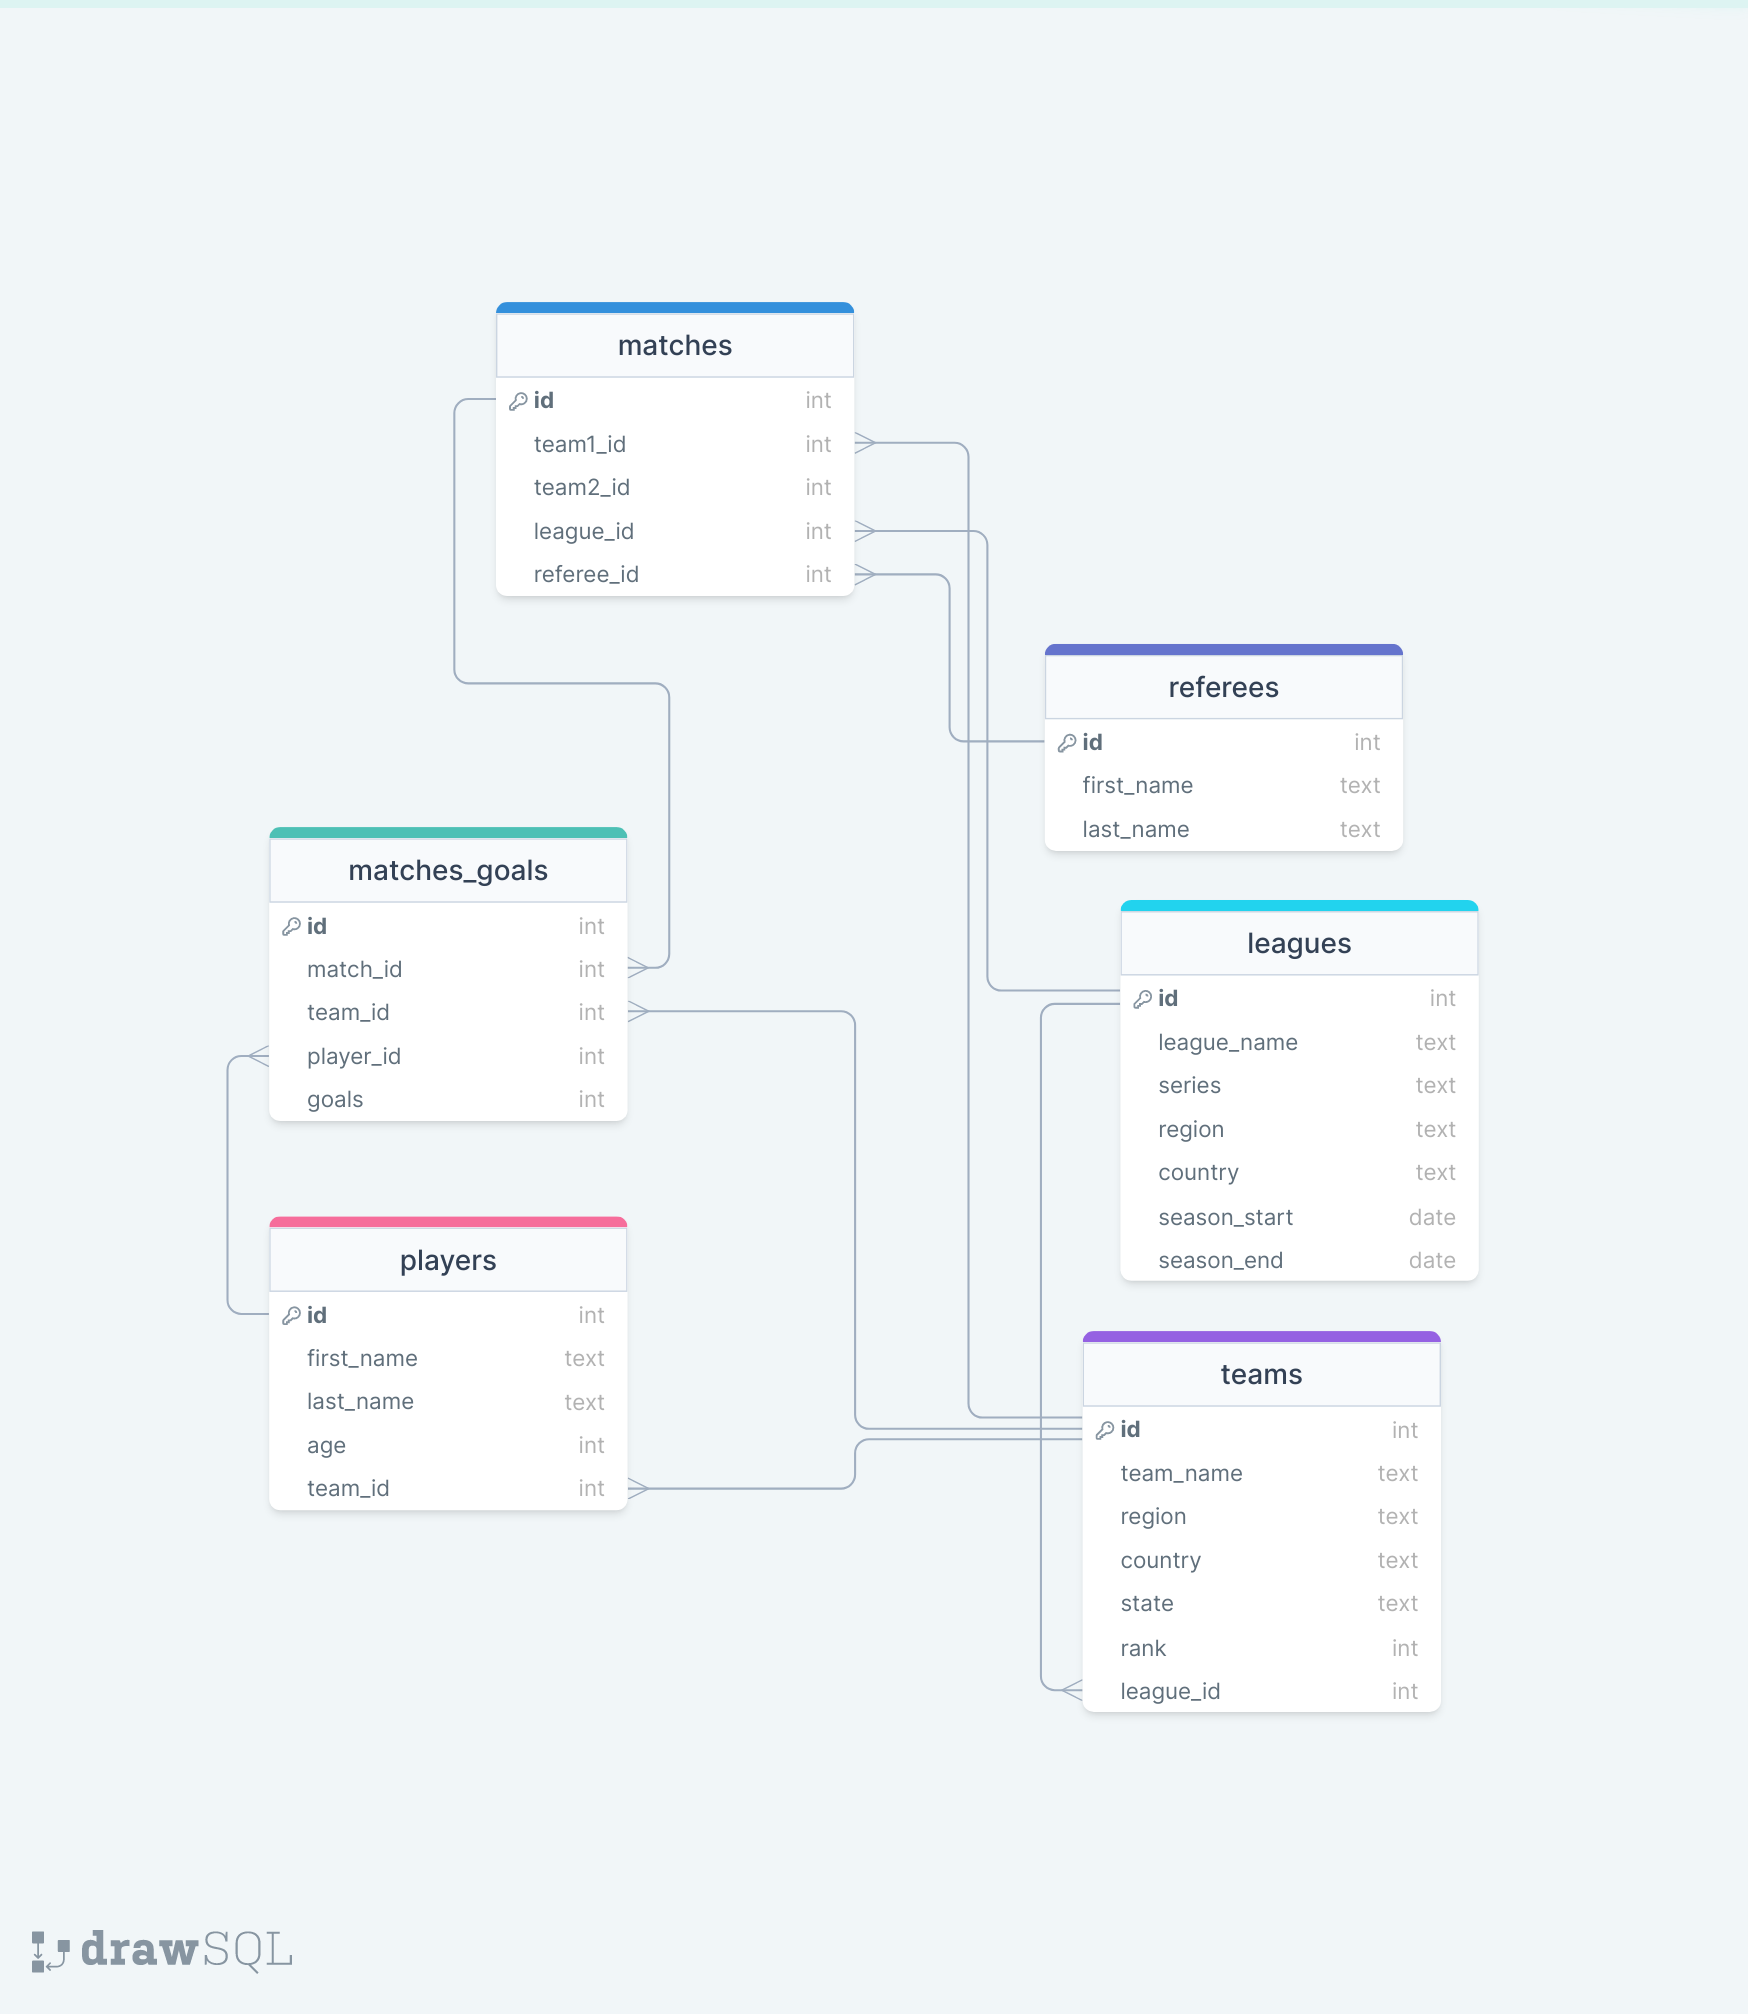 matches
id int
team1_id int
team2_id int
league_id int
referee_id int
referees
id int
first_name text
last_name text
matches_goals
id int
match_id int
team_id int
player_id int
goals int
leagues
id int
league_name text
series text
region text
country text
season_start date
season_end date
players
id int
first_name text
last_name text
age int
team_id int
teams
id int
team_name text
region text
country text
state text
rank int
league_id int
drawSQL